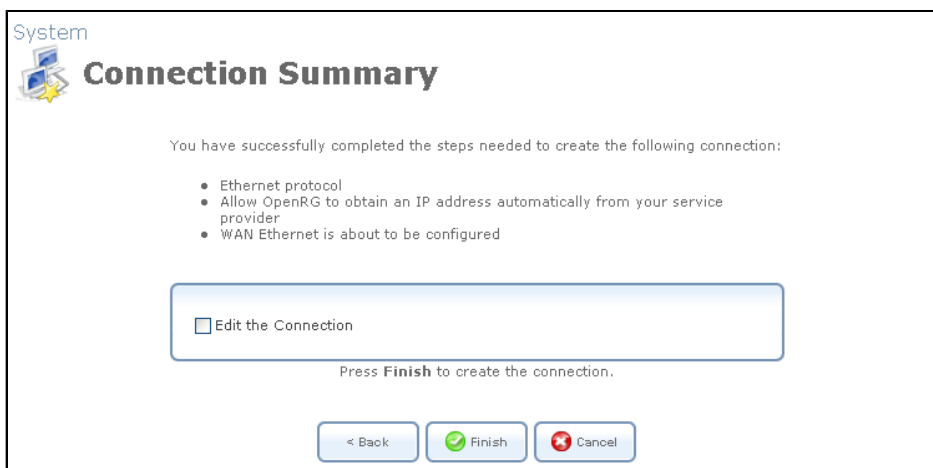 System
Connection Summary
You have successfully completed the steps needed to create the following connection:
● Ethernet protocol
● Allow OpenRG to obtain an IP address automatically from your service
provider
● WAN Ethernet is about to be configured
Edit the Connection
Press Finish to create the connection.
< Back
Finish
Cancel